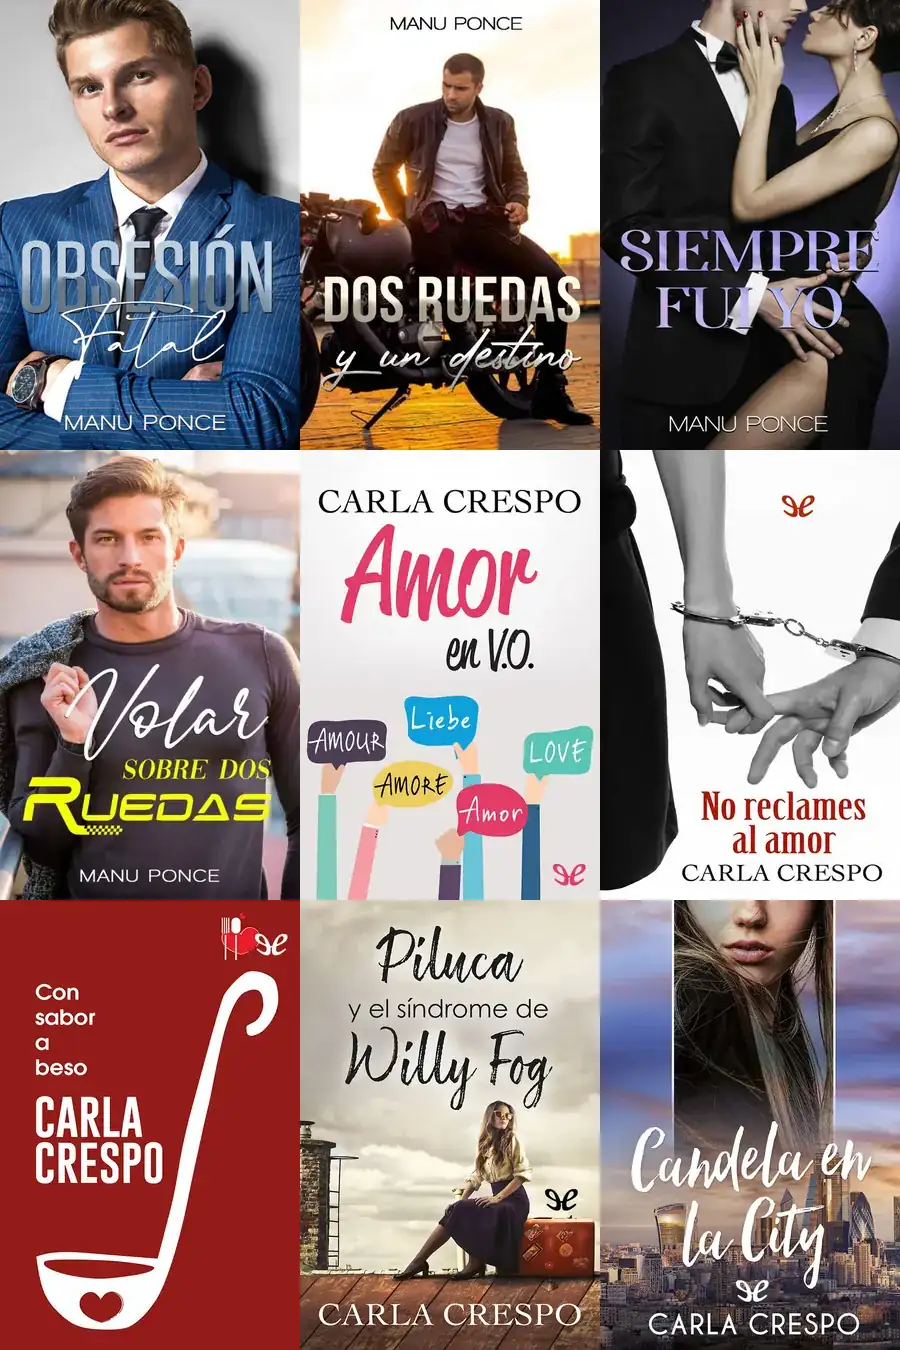 OBSESIÓN
Fatal
MANU PONCE
MANU PONCE
DOS RUEDAS
y un destino
SIEMPRE
FUI YO
MANU PONCE
Volar
SOBRE DOS
RUEDAS
MANU PONCE
CARLA CRESPO
Amor
en V.O.
AMOUR
Liebe
AMORE
LOVE
Amor
No reclames
al amor
CARLA CRESPO
Con
sabor
a
beso
CARLA
CRESPO
Piluca
y el síndrome de
Willy Fog
CARLA CRESPO
Candela en
la City
CARLA CRESPO